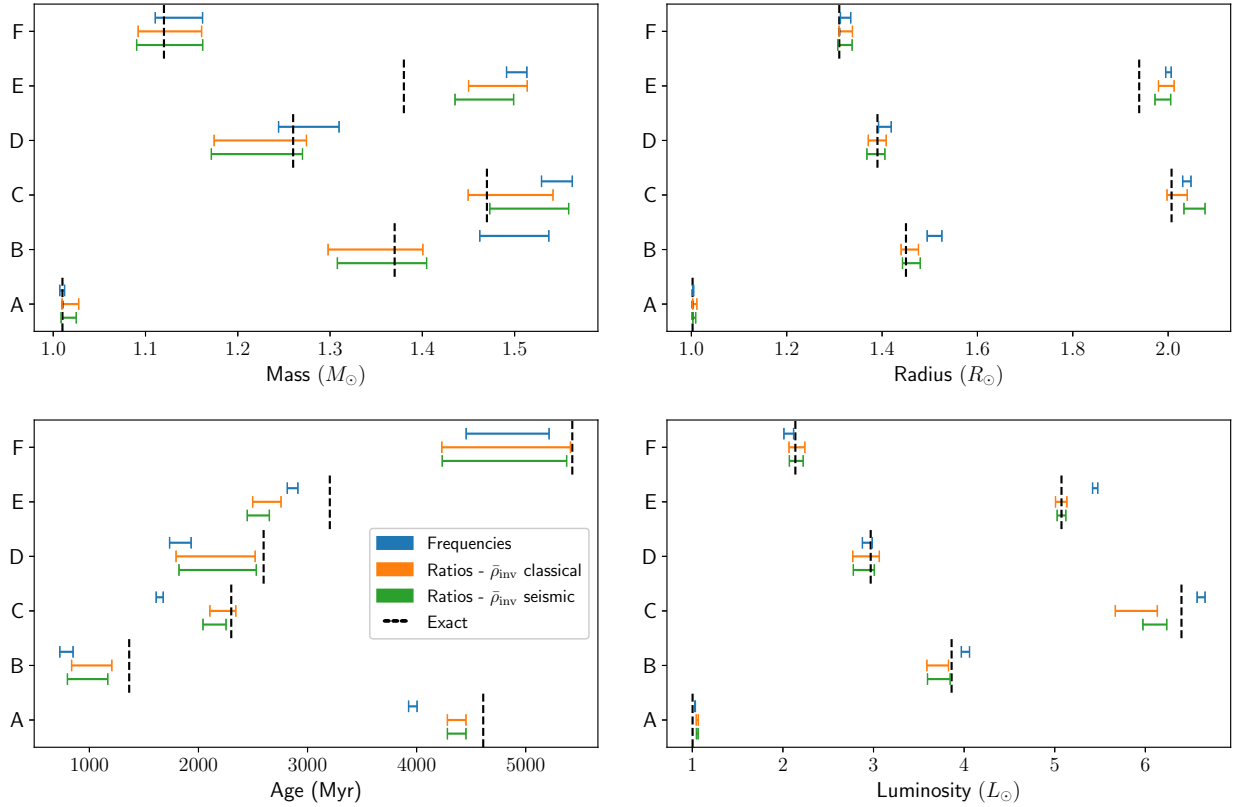 F
E
D
C
B
A
1.0 1.1 1.2 1.3 1.4 1.5
Mass (M⊙)
F
E
D
C
B
A
1.0 1.2 1.4 1.6 1.8 2.0
Radius (R⊙)
F
E
D
C
B
A
1000 2000 3000 4000 5000
Age (Myr)
Frequencies
Ratios - ρ̄inv classical
Ratios - ρ̄inv seismic
Exact
F
E
D
C
B
A
1 2 3 4 5 6
Luminosity (L⊙)